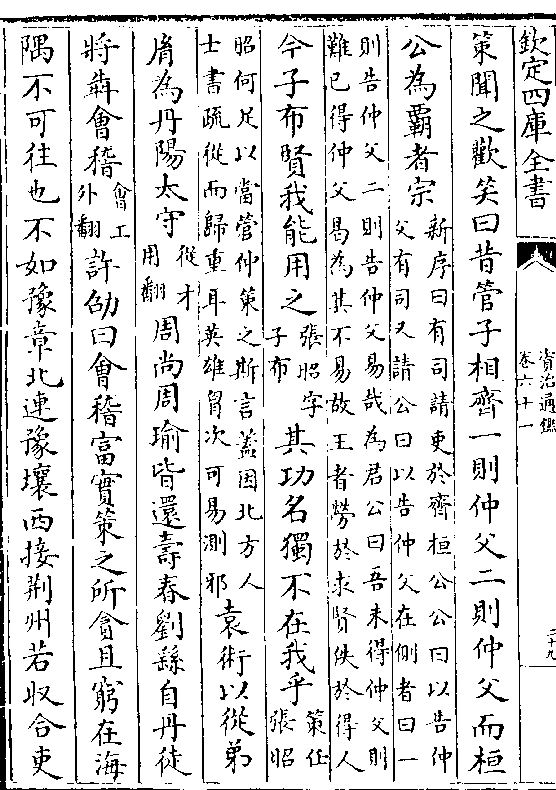 欽定四庫全書
資治通鑑
卷六十一
二十九
策聞之歡笑曰昔管子相齊一則仲父二則仲父而桓
公為霸者宗
新序曰有司請吏於齊桓公公曰以告仲
父有司又請公曰以告仲父在側者曰一
則告仲父二則告仲父易哉為君公曰吾未得仲父則
難已得仲父曷為其不易故王者勞於求賢佚於得人
今子布賢我能用之
張昭字
子布
其功名獨不在我乎
策任
張昭
昭何足以當管仲策之斯言蓋因北方人
士書疏從而歸重耳英雄胷次可易測邪
袁術以從弟
胤為丹陽太守
從才
用翻
周尚周瑜皆還壽春劉繇自丹徒
將犇會稽
會工
外翻
許劭曰會稽富實策之所貪且窮在海
隅不可往也不如豫章北連豫壤西接荆州若収合吏